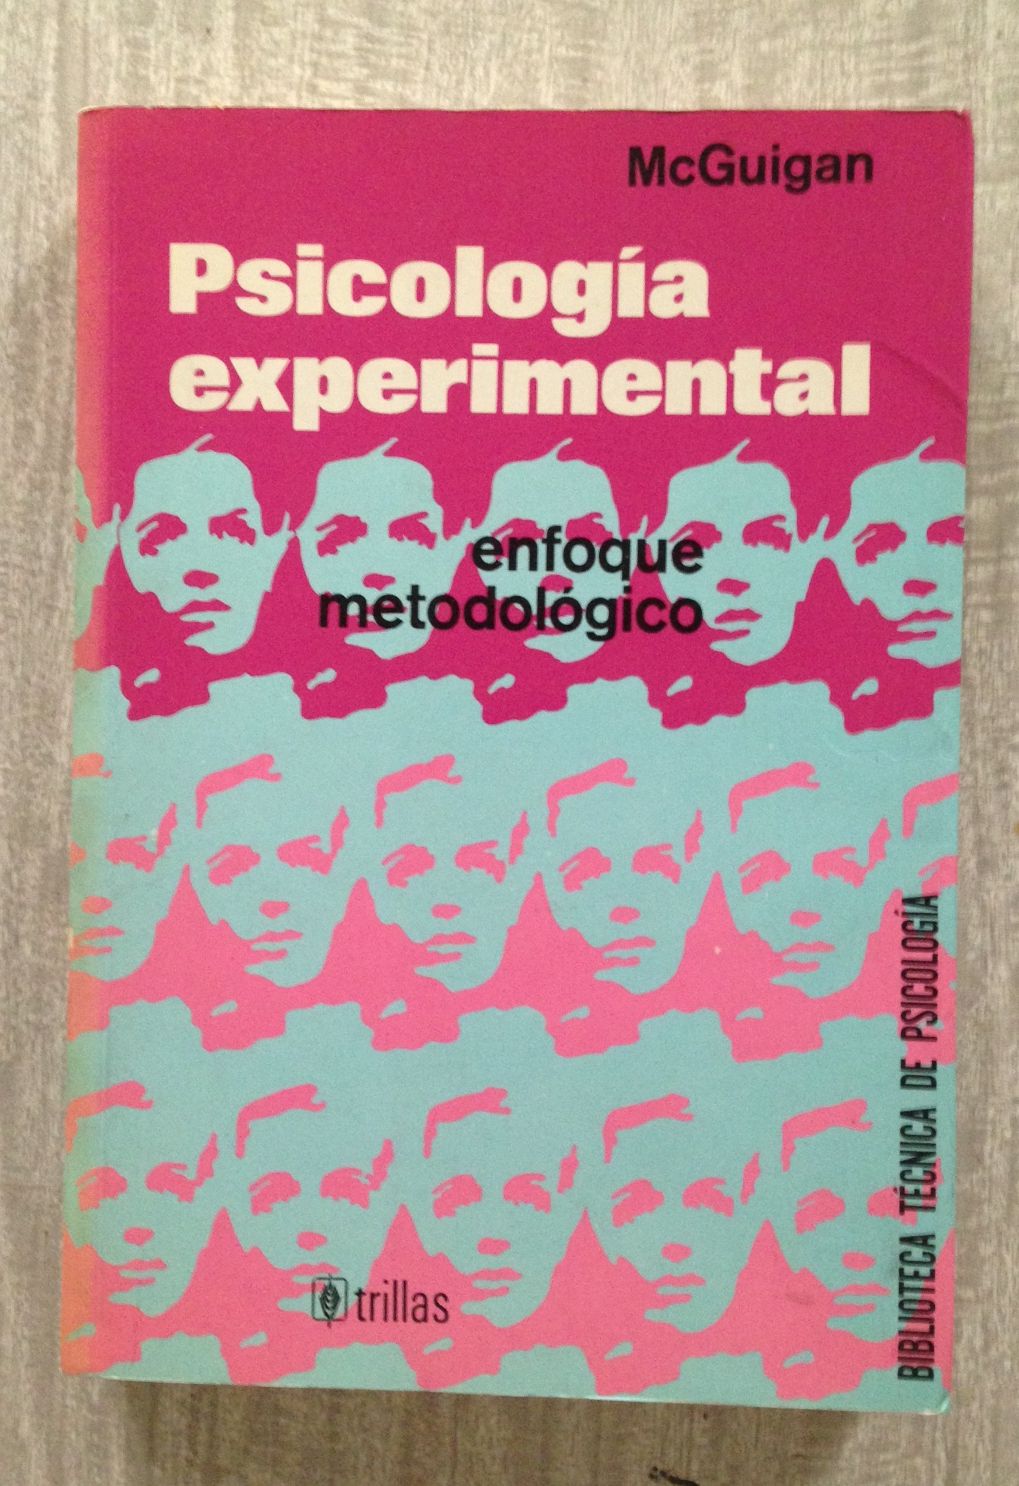 McGuigan
Psicología
experimental
enfoque
metodológico
BIBLIOTECA TÉCNICA DE PSICOLOGÍA
trillas